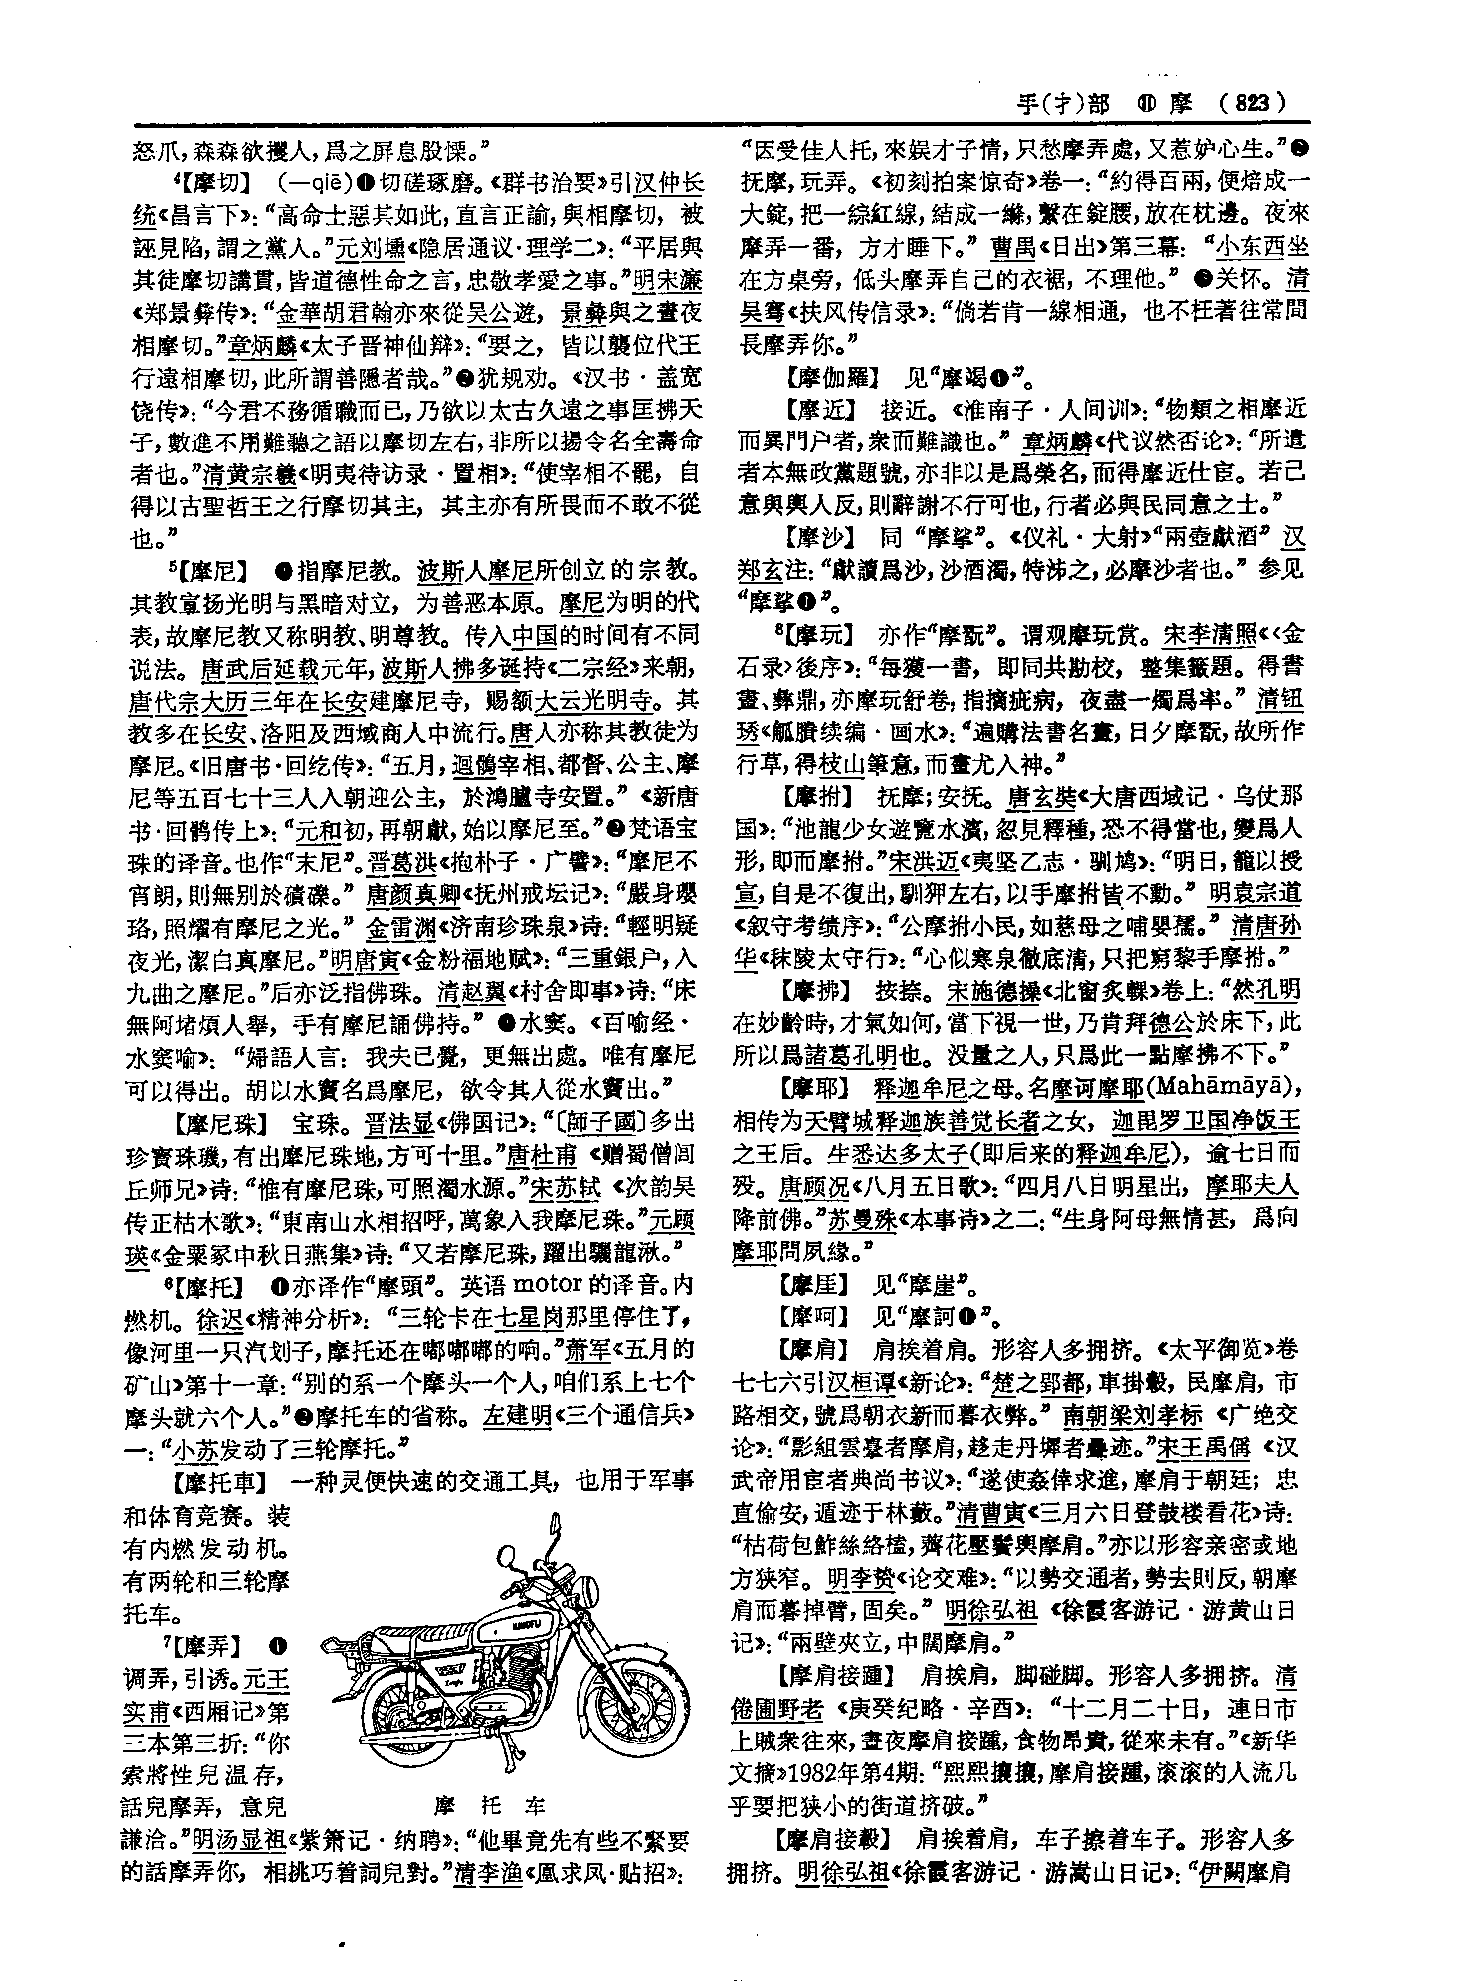 手(扌)部 ⑪ 摩 (823)
怒爪，森森欲攫人，爲之屏息股慄。”
⁴【摩切】 (—qiē)❶切磋琢磨。《群书治要》引汉仲长
统《昌言下》：“高命士惡其如此，直言正諭，與相摩切，被
誣見陷，謂之黨人。”元刘壎《隐居通议·理学二》：“平居與
其徒摩切講貫，皆道德性命之言，忠敬孝愛之事。”明宋濂
《郑景彝传》：“金華胡君翰亦來從吴公遊，景彝與之晝夜
相摩切。”章炳麟《太子晋神仙辩》：“要之，皆以襲位代王
行遠相摩切，此所謂善隱者哉。”❷犹规劝。《汉书·盖宽
饶传》：“今君不務循職而已，乃欲以太古久遠之事匡拂天
子，數進不用難聽之語以摩切左右，非所以揚令名全壽命
者也。”清黄宗羲《明夷待访录·置相》：“使宰相不罷，自
得以古聖哲王之行摩切其主，其主亦有所畏而不敢不從
也。”
⁵【摩尼】 ❶指摩尼教。波斯人摩尼所创立的宗教。
其教宣扬光明与黑暗对立，为善恶本原。摩尼为明的代
表，故摩尼教又称明教、明尊教。传入中国的时间有不同
说法。唐武后延载元年，波斯人拂多诞持《二宗经》来朝，
唐代宗大历三年在长安建摩尼寺，赐额大云光明寺。其
教多在长安、洛阳及西域商人中流行。唐人亦称其教徒为
摩尼。《旧唐书·回纥传》：“五月，迴鶻宰相、都督、公主、摩
尼等五百七十三人入朝迎公主，於鴻臚寺安置。”《新唐
书·回鹘传上》：“元和初，再朝獻，始以摩尼至。”❷梵语宝
珠的译音。也作“末尼”。晋葛洪《抱朴子·广譬》：“摩尼不
宵朗，則無别於磧礫。”唐颜真卿《抚州戒坛记》：“嚴身瓔
珞，照耀有摩尼之光。”金雷渊《济南珍珠泉》诗：“輕明疑
夜光，潔白真摩尼。”明唐寅《金粉福地赋》：“三重銀户，入
九曲之摩尼。”后亦泛指佛珠。清赵翼《村舍即事》诗：“床
無阿堵煩人舉，手有摩尼誦佛持。”❸水窦。《百喻经·
水窦喻》：“婦語人言：我夫已覺，更無出處。唯有摩尼
可以得出。胡以水竇名爲摩尼，欲令其人從水竇出。”
【摩尼珠】 宝珠。晋法显《佛国记》：“〔師子國〕多出
珍寶珠璣，有出摩尼珠地，方可十里。”唐杜甫《赠蜀僧闾
丘师兄》诗：“惟有摩尼珠，可照濁水源。”宋苏轼《次韵吴
传正枯木歌》：“東南山水相招呼，萬象入我摩尼珠。”元顾
瑛《金粟冢中秋日燕集》诗：“又若摩尼珠，躍出驪龍湫。”
⁶【摩托】 ❶亦译作“摩頭”。英语 motor 的译音。内
燃机。徐迟《精神分析》：“三轮卡在七星岗那里停住了，
像河里一只汽划子，摩托还在嘟嘟嘟的响。”萧军《五月的
矿山》第十一章：“别的系一个摩头一个人，咱们系上七个
摩头就六个人。”❷摩托车的省称。左建明《三个通信兵》
一：“小苏发动了三轮摩托。”
【摩托車】 一种灵便快速的交通工具，也用于军事
和体育竞赛。装
有内燃发动机。
有两轮和三轮摩
托车。
摩托车
⁷【摩弄】 ❶
调弄，引诱。元王
实甫《西厢记》第
三本第三折：“你
索將性兒温存，
話兒摩弄，意兒
謙洽。”明汤显祖《紫箫记·纳聘》：“他畢竟先有些不緊要
的話摩弄你，相挑巧着詞兒對。”清李渔《凰求凤·贴招》：
“因受佳人托，來娱才子情，只愁摩弄處，又惹妒心生。”❷
抚摩，玩弄。《初刻拍案惊奇》卷一：“約得百兩，便焙成一
大錠，把一綜紅線，結成一縧，繫在錠腰，放在枕邊。夜來
摩弄一番，方才睡下。”曹禺《日出》第三幕：“小东西坐
在方桌旁，低头摩弄自己的衣裾，不理他。”❸关怀。清
吴骞《扶风传信录》：“倘若肯一線相通，也不枉著往常間
長摩弄你。”
【摩伽羅】 见“摩竭❶”。
【摩近】 接近。《淮南子·人间训》：“物類之相摩近
而異門户者，衆而難識也。”章炳麟《代议然否论》：“所遣
者本無政黨題號，亦非以是爲榮名，而得摩近仕宦。若己
意與輿人反，則辭謝不行可也，行者必與民同意之士。”
【摩沙】 同“摩挲”。《仪礼·大射》“兩壺獻酒”汉
郑玄注：“獻讀爲沙，沙酒濁，特泲之，必摩沙者也。”参见
“摩挲❶”。
⁸【摩玩】 亦作“摩翫”。谓观摩玩赏。宋李清照《〈金
石录〉後序》：“每獲一書，即同共勘校，整集籤題。得書
畫、彝鼎，亦摩玩舒卷，指摘疵病，夜盡一燭爲率。”清钮
琇《觚賸续编·画水》：“遍購法書名畫，日夕摩翫，故所作
行草，得枝山筆意，而畫尤入神。”
【摩拊】 抚摩；安抚。唐玄奘《大唐西域记·乌仗那
国》：“池龍少女遊覽水濱，忽見釋種，恐不得當也，變爲人
形，即而摩拊。”宋洪迈《夷坚乙志·驯鸠》：“明日，籠以授
宣，自是不復出，馴狎左右，以手摩拊皆不動。”明袁宗道
《叙守考绩序》：“公摩拊小民，如慈母之哺嬰孺。”清唐孙
华《秣陵太守行》：“心似寒泉徹底清，只把窮黎手摩拊。”
【摩拂】 按捺。宋施德操《北窗炙輠》卷上：“然孔明
在妙齡時，才氣如何，當下視一世，乃肯拜德公於床下，此
所以爲諸葛孔明也。没量之人，只爲此一點摩拂不下。”
【摩耶】 释迦牟尼之母。名摩诃摩耶(Mahāmāyā)，
相传为天臂城释迦族善觉长者之女，迦毘罗卫国净饭王
之王后。生悉达多太子(即后来的释迦牟尼)，逾七日而
殁。唐顾况《八月五日歌》：“四月八日明星出，摩耶夫人
降前佛。”苏曼殊《本事诗》之二：“生身阿母無情甚，爲向
摩耶問夙緣。”
【摩厓】 见“摩崖”。
【摩呵】 见“摩訶❶”。
【摩肩】 肩挨着肩。形容人多拥挤。《太平御览》卷
七七六引汉桓谭《新论》：“楚之郢都，車掛轂，民摩肩，市
路相交，號爲朝衣新而暮衣弊。”南朝梁刘孝标《广绝交
论》：“影組雲臺者摩肩，趍走丹墀者疊迹。”宋王禹偁《汉
武帝用宦者典尚书议》：“遂使姦倖求進，摩肩于朝廷；忠
直偷安，遁迹于林藪。”清曹寅《三月六日登鼓楼看花》诗：
“枯荷包鮓絲絡榼，薺花壓鬢輿摩肩。”亦以形容亲密或地
方狭窄。明李贽《论交难》：“以勢交通者，勢去則反，朝摩
肩而暮掉臂，固矣。”明徐弘祖《徐霞客游记·游黄山日
记》：“兩壁夾立，中闊摩肩。”
【摩肩接踵】 肩挨肩，脚碰脚。形容人多拥挤。清
倦圃野老《庚癸纪略·辛酉》：“十二月二十日，連日市
上贼衆往來，晝夜摩肩接踵，食物昂貴，從來未有。”《新华
文摘》1982年第4期：“熙熙攘攘，摩肩接踵，滚滚的人流几
乎要把狭小的街道挤破。”
【摩肩接轂】 肩挨着肩，车子擦着车子。形容人多
拥挤。明徐弘祖《徐霞客游记·游嵩山日记》：“伊闕摩肩